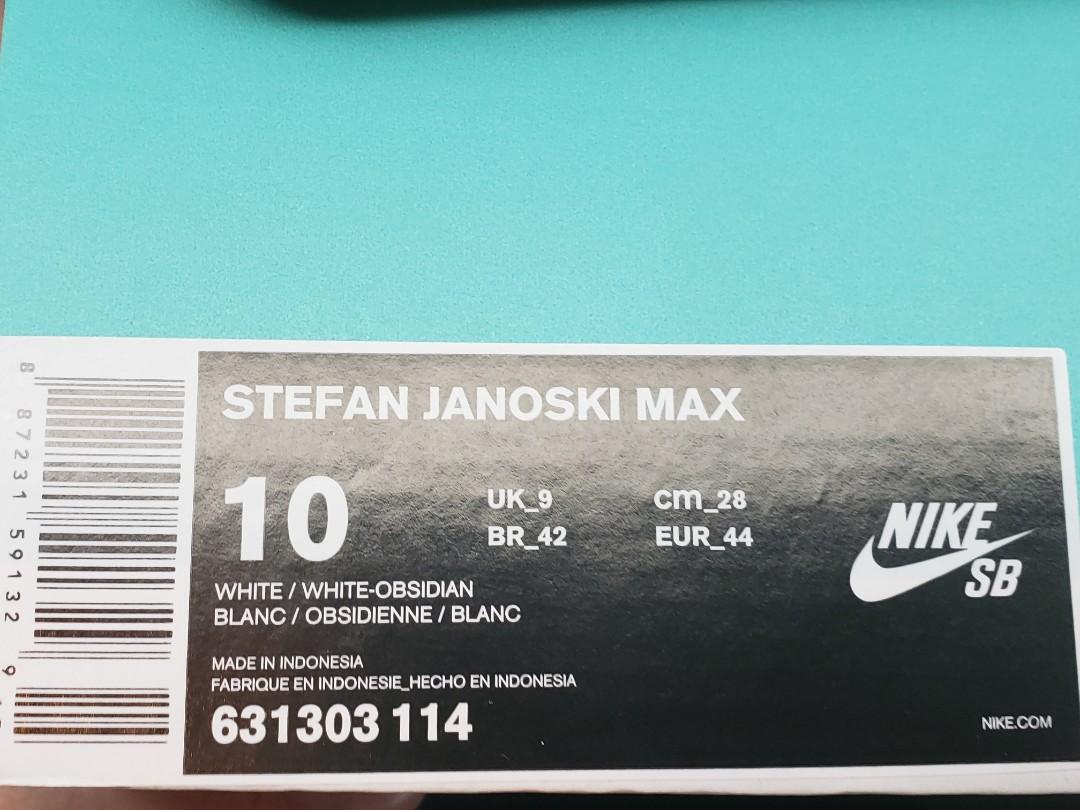 STEFAN JANOSKI MAX
10
UK_9
cm_28
BR_42
EUR_44
WHITE / WHITE-OBSIDIAN
BLANC / OBSIDIENNE / BLANC
MADE IN INDONESIA
FABRIQUE EN INDONESIE_HECHO EN INDONESIA
631303 114
NIKE
SB
NIKE.COM
8 87231 59132 9